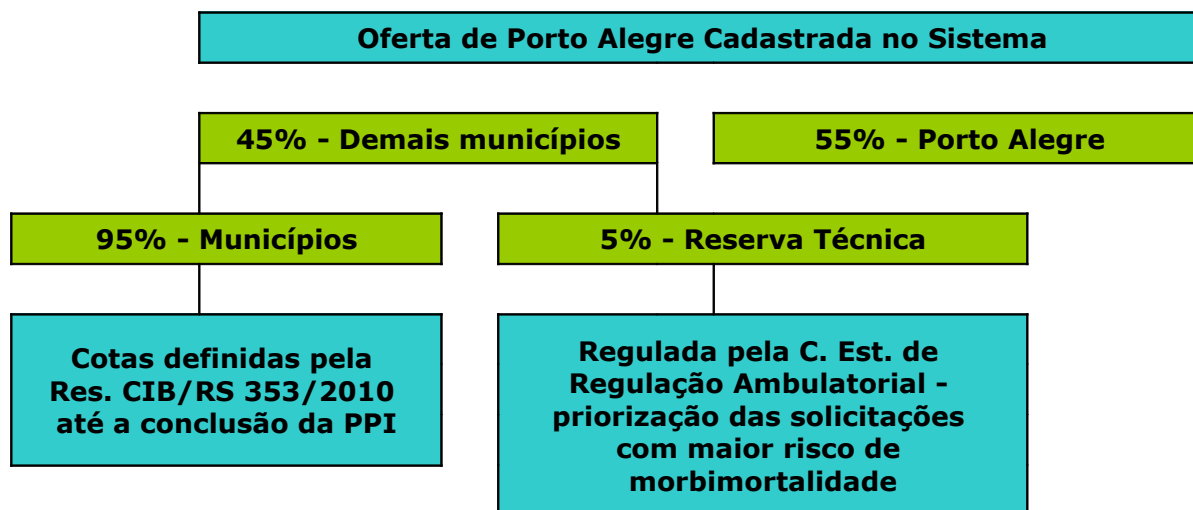 Oferta de Porto Alegre Cadastrada no Sistema
45% - Demais municípios
55% - Porto Alegre
95% - Municípios
5% - Reserva Técnica
Cotas definidas pela
Res. CIB/RS 353/2010
até a conclusão da PPI
Regulada pela C. Est. de
Regulação Ambulatorial -
priorização das solicitações
com maior risco de
morbimortalidade